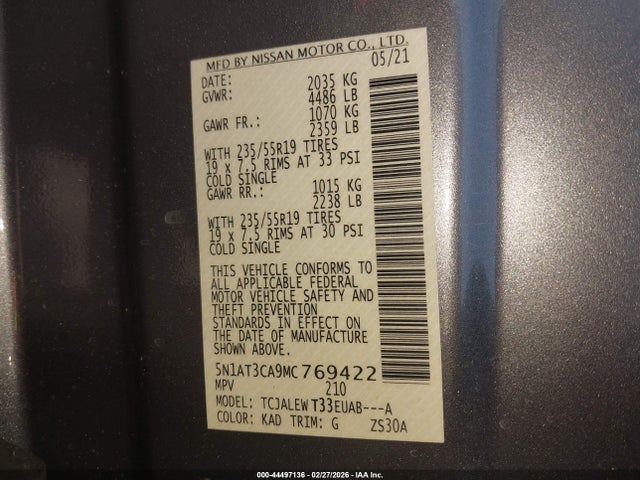 MFD BY NISSAN MOTOR CO., LTD.
DATE: 05/21
GVWR: 2035 KG
4486 LB
GAWR FR.: 1070 KG
2359 LB
WITH 235/55R19 TIRES
19 x 7.5 RIMS AT 33 PSI
COLD SINGLE
GAWR RR.: 1015 KG
2238 LB
WITH 235/55R19 TIRES
19 x 7.5 RIMS AT 30 PSI
COLD SINGLE
THIS VEHICLE CONFORMS TO
ALL APPLICABLE FEDERAL
MOTOR VEHICLE SAFETY AND
THEFT PREVENTION
STANDARDS IN EFFECT ON
THE DATE OF MANUFACTURE
SHOWN ABOVE.
5N1AT3CA9MC769422
MPV 210
MODEL: TCJALEWT33EUAB---A
COLOR: KAD TRIM: G ZS30A
000-44497136 - 02/27/2026 - IAA Inc.